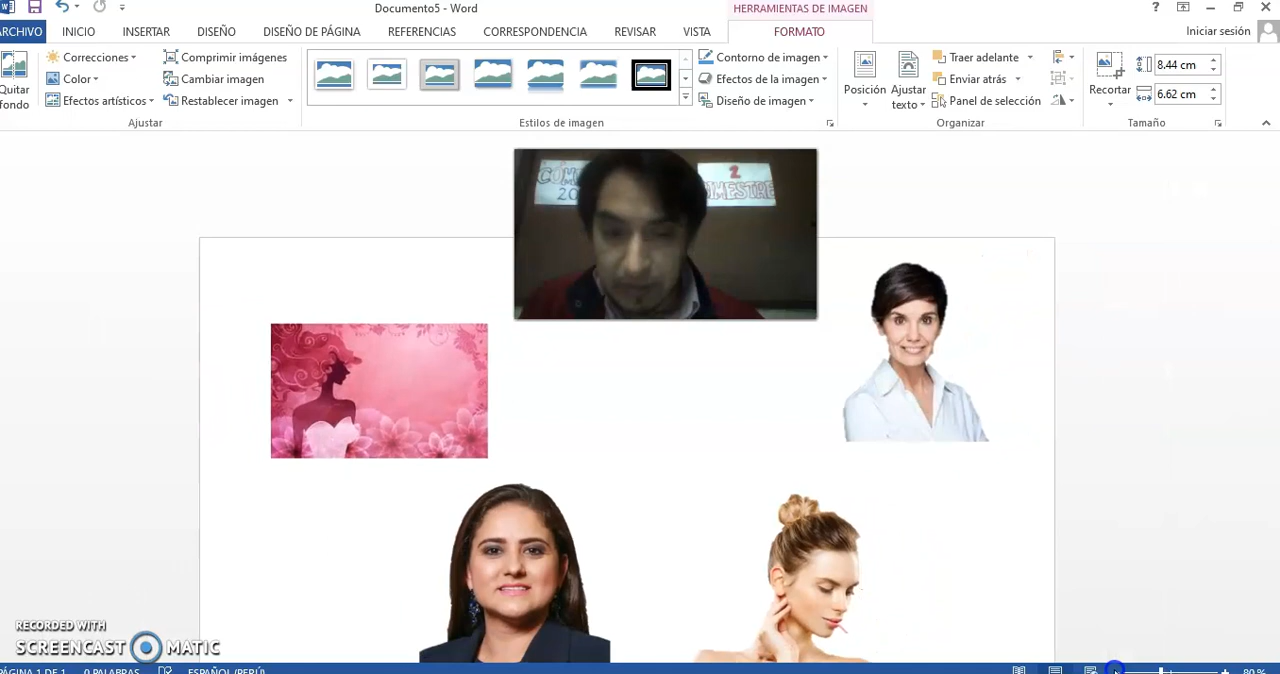 Documento5 - Word
HERRAMIENTAS DE IMAGEN
ARCHIVO INICIO INSERTAR DISEÑO DISEÑO DE PÁGINA REFERENCIAS CORRESPONDENCIA REVISAR VISTA FORMATO Iniciar sesión
Quitar fondo
Correcciones
Color
Efectos artísticos
Comprimir imágenes
Cambiar imagen
Restablecer imagen
Ajustar
Estilos de imagen
Contorno de imagen
Efectos de la imagen
Diseño de imagen
Posición
Ajustar texto
Traer adelante
Enviar atrás
Panel de selección
Organizar
Recortar
8.44 cm
6.62 cm
Tamaño
2
RECORDED WITH
SCREENCAST MATIC
PÁGINA 1 DE 1 0 PALABRAS ESPAÑOL (PERÚ) 80 %